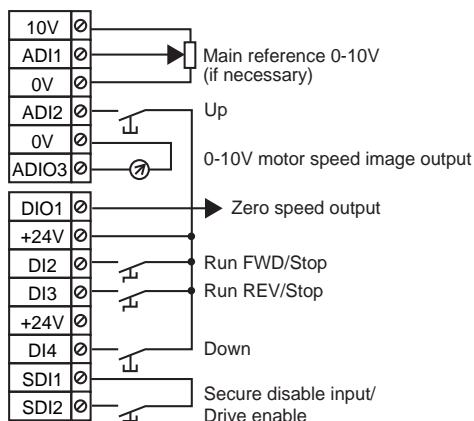 10V
ADI1
Main reference 0-10V
(if necessary)
0V
ADI2
Up
0V
0-10V motor speed image output
ADIO3
DIO1
Zero speed output
+24V
DI2
Run FWD/Stop
DI3
Run REV/Stop
+24V
DI4
Down
SDI1
Secure disable input/
SDI2
Drive enable